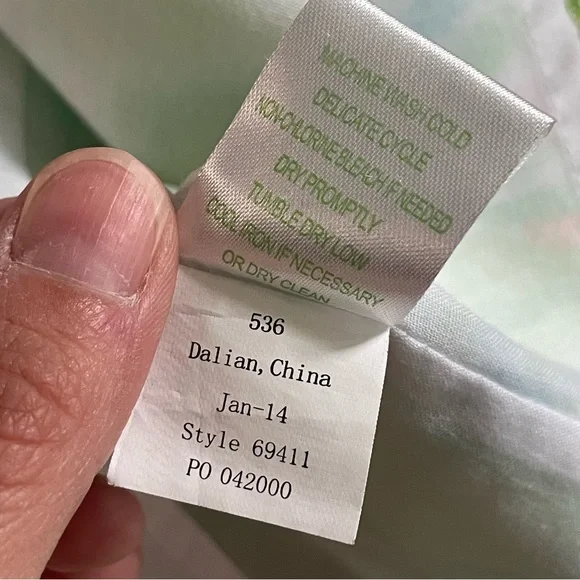 MACHINE WASH COLD
DELICATE CYCLE
NON-CHLORINE BLEACH IF NEEDED
DRY PROMPTLY
TUMBLE DRY LOW
COOL IRON IF NECESSARY
OR DRY CLEAN
536
Dalian, China
Jan-14
Style 69411
PO 042000